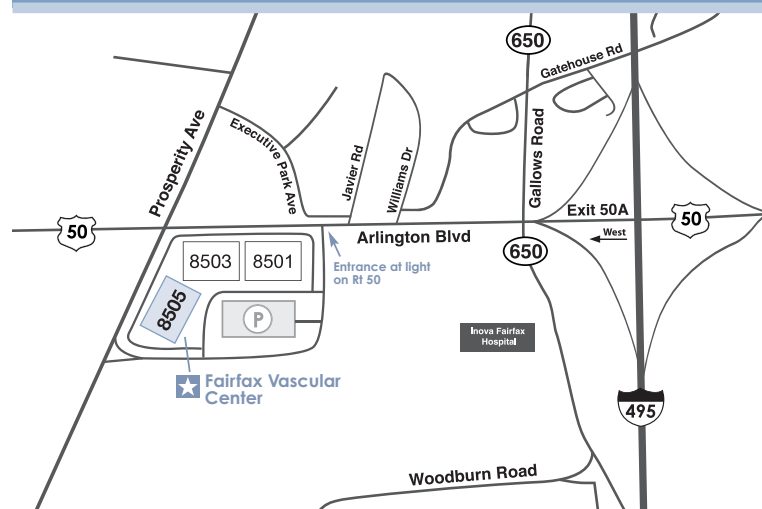 650
Gatehouse Rd
Prosperity Ave
Executive Park Ave
Javier Rd
Williams Dr
Gallows Road
50
Arlington Blvd
Exit 50A
50
West
650
8503
8501
8505
P
Entrance at light
on Rt 50
Inova Fairfax
Hospital
Fairfax Vascular
Center
495
Woodburn Road